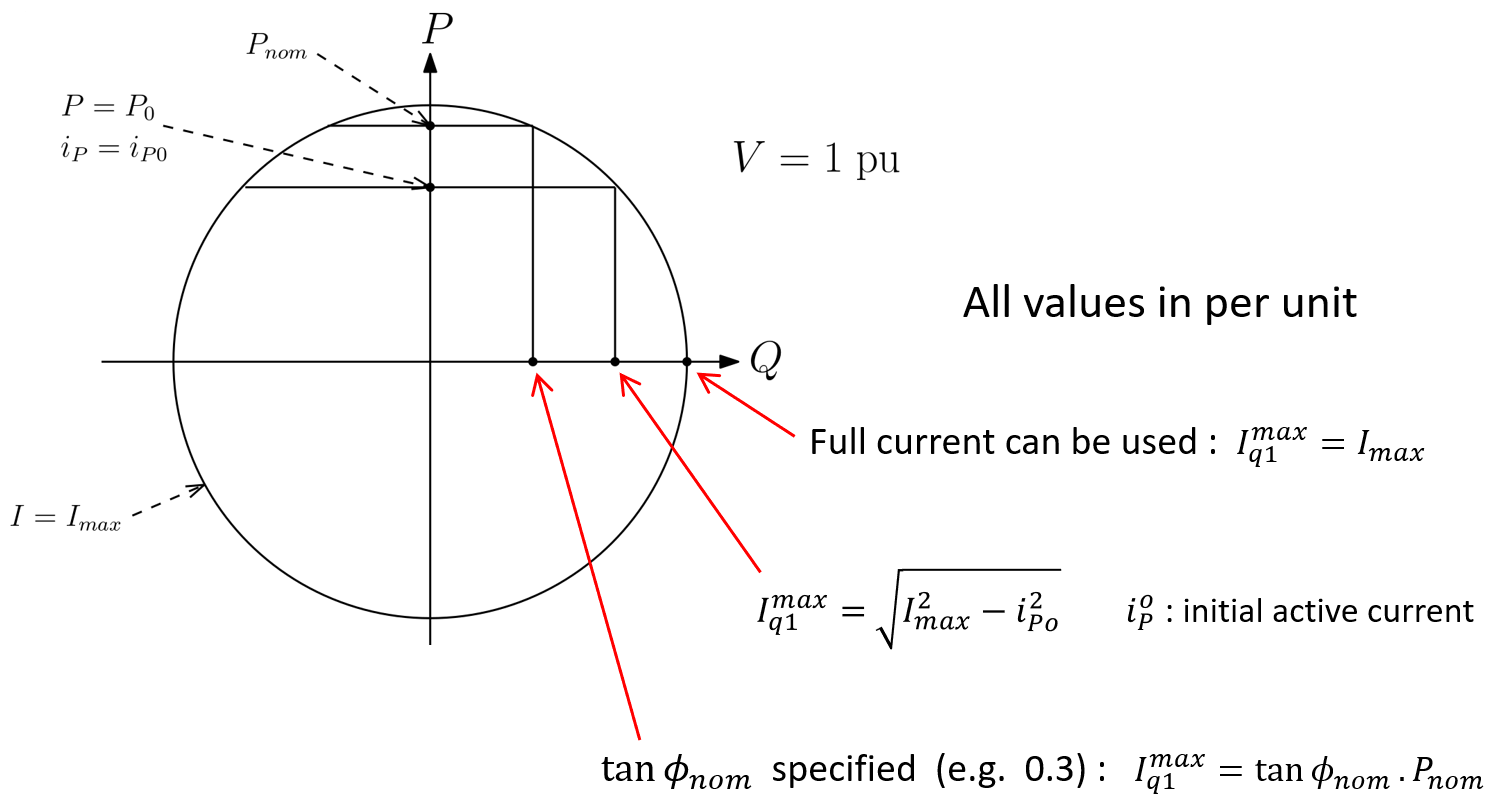 P
P_{nom}
P = P_0
i_P = i_{P0}
V = 1 pu
All values in per unit
Q
Full current can be used : I_{q1}^{max} = I_{max}
I = I_{max}
I_{q1}^{max} = \sqrt{I_{max}^2 - i_{Po}^2} i_P^o : initial active current
tan ϕ_{nom} specified (e.g. 0.3) : I_{q1}^{max} = tan ϕ_{nom} . P_{nom}